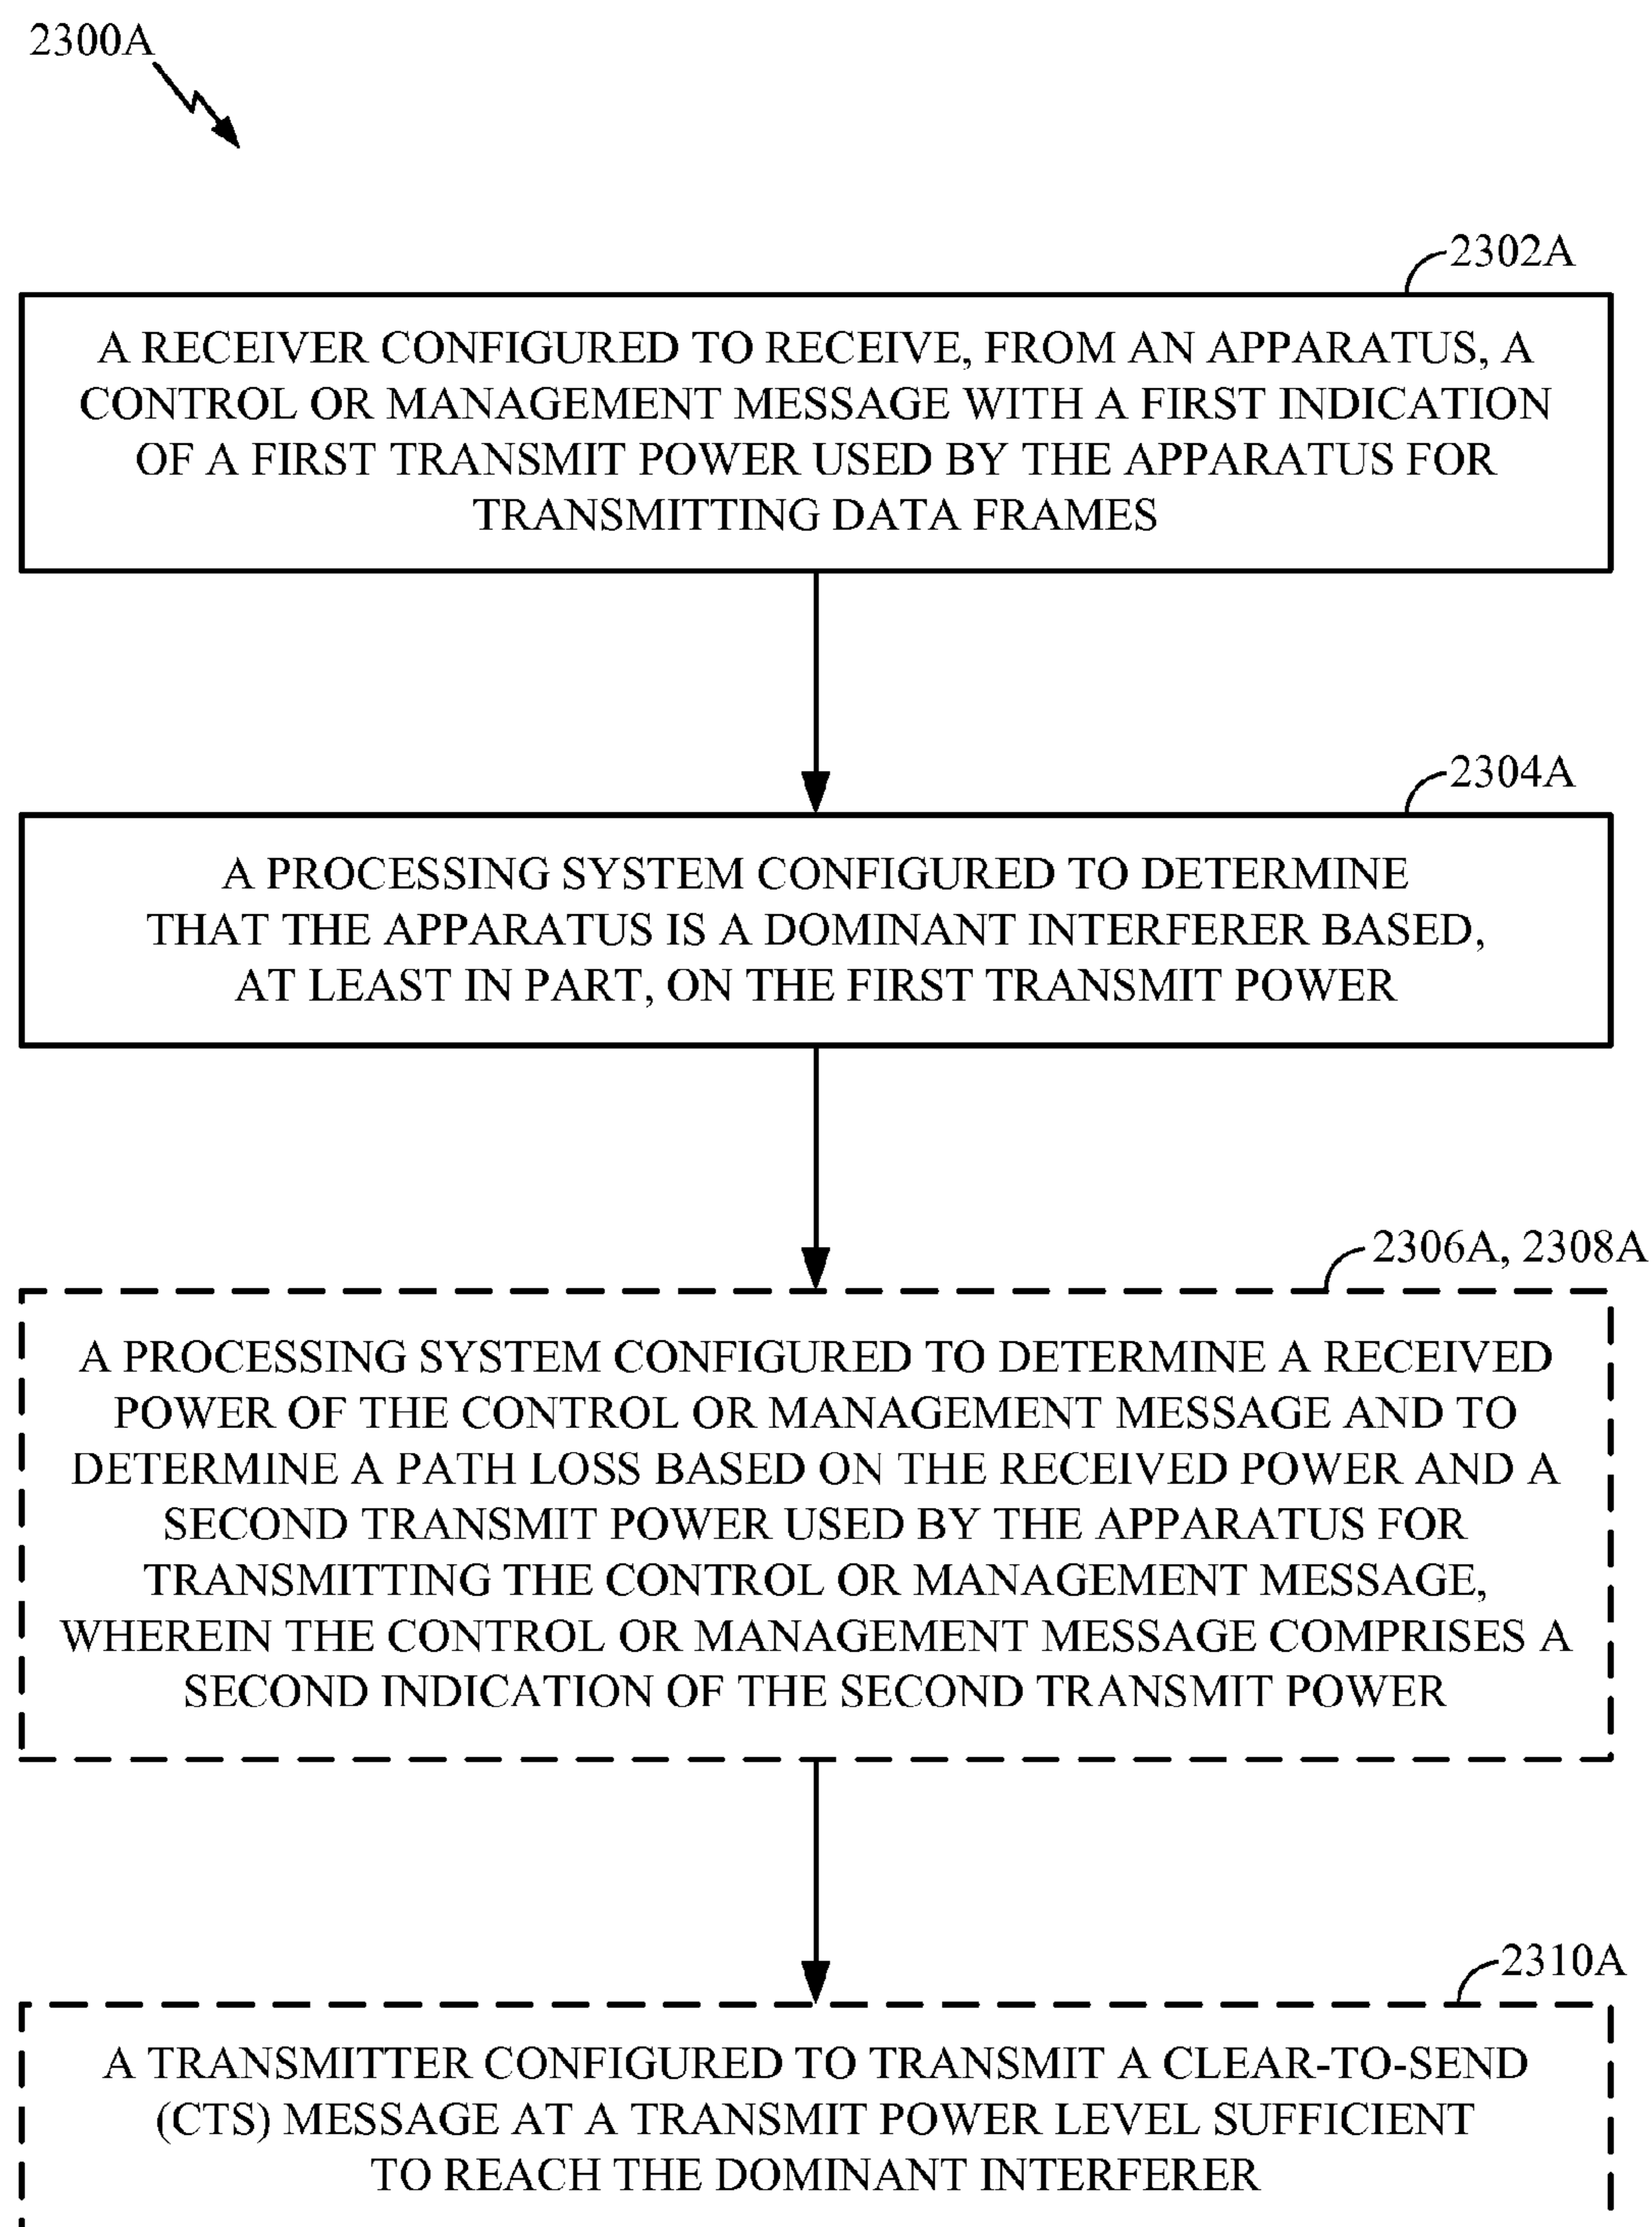 2300A
2302A
A RECEIVER CONFIGURED TO RECEIVE, FROM AN APPARATUS, A
CONTROL OR MANAGEMENT MESSAGE WITH A FIRST INDICATION
OF A FIRST TRANSMIT POWER USED BY THE APPARATUS FOR
TRANSMITTING DATA FRAMES
2304A
A PROCESSING SYSTEM CONFIGURED TO DETERMINE
THAT THE APPARATUS IS A DOMINANT INTERFERER BASED,
AT LEAST IN PART, ON THE FIRST TRANSMIT POWER
2306A, 2308A
A PROCESSING SYSTEM CONFIGURED TO DETERMINE A RECEIVED
POWER OF THE CONTROL OR MANAGEMENT MESSAGE AND TO
DETERMINE A PATH LOSS BASED ON THE RECEIVED POWER AND A
SECOND TRANSMIT POWER USED BY THE APPARATUS FOR
TRANSMITTING THE CONTROL OR MANAGEMENT MESSAGE,
WHEREIN THE CONTROL OR MANAGEMENT MESSAGE COMPRISES A
SECOND INDICATION OF THE SECOND TRANSMIT POWER
2310A
A TRANSMITTER CONFIGURED TO TRANSMIT A CLEAR-TO-SEND
(CTS) MESSAGE AT A TRANSMIT POWER LEVEL SUFFICIENT
TO REACH THE DOMINANT INTERFERER